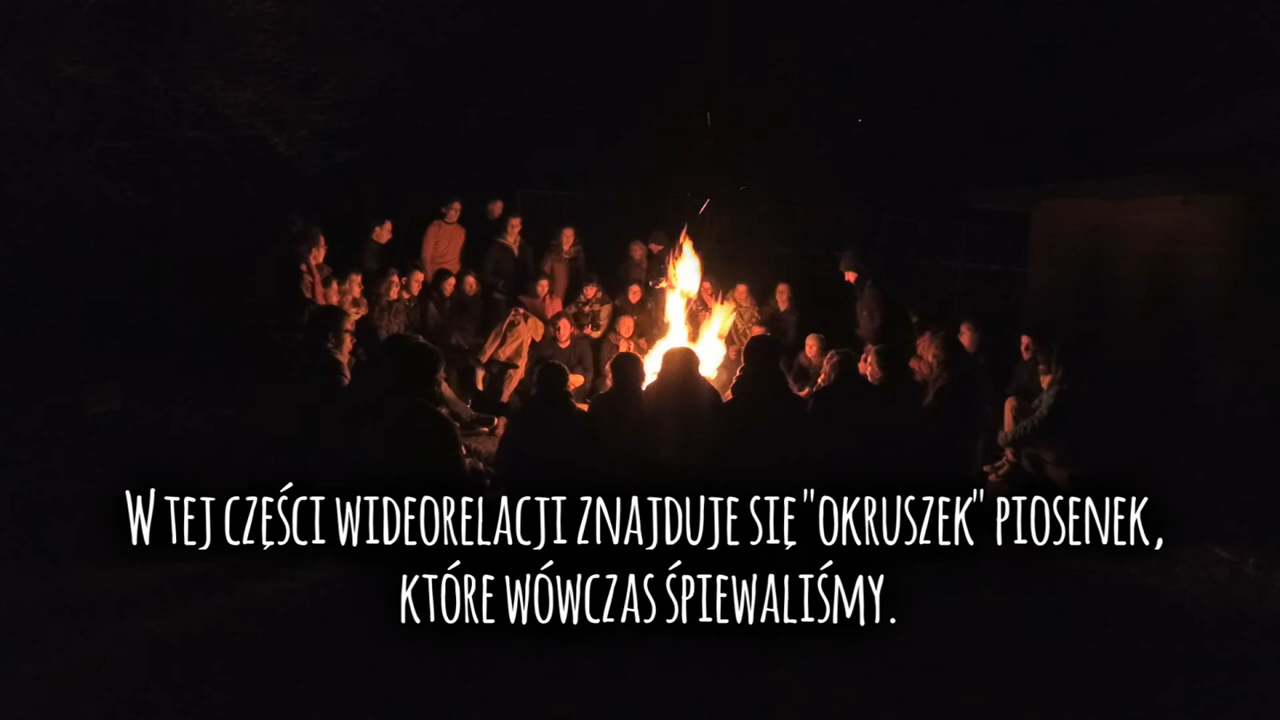 W TEJ CZĘŚCI WIDEORELACJI ZNAJDUJE SIĘ "OKRUSZEK" PIOSENEK,
KTÓRE WÓWCZAS ŚPIEWALIŚMY.